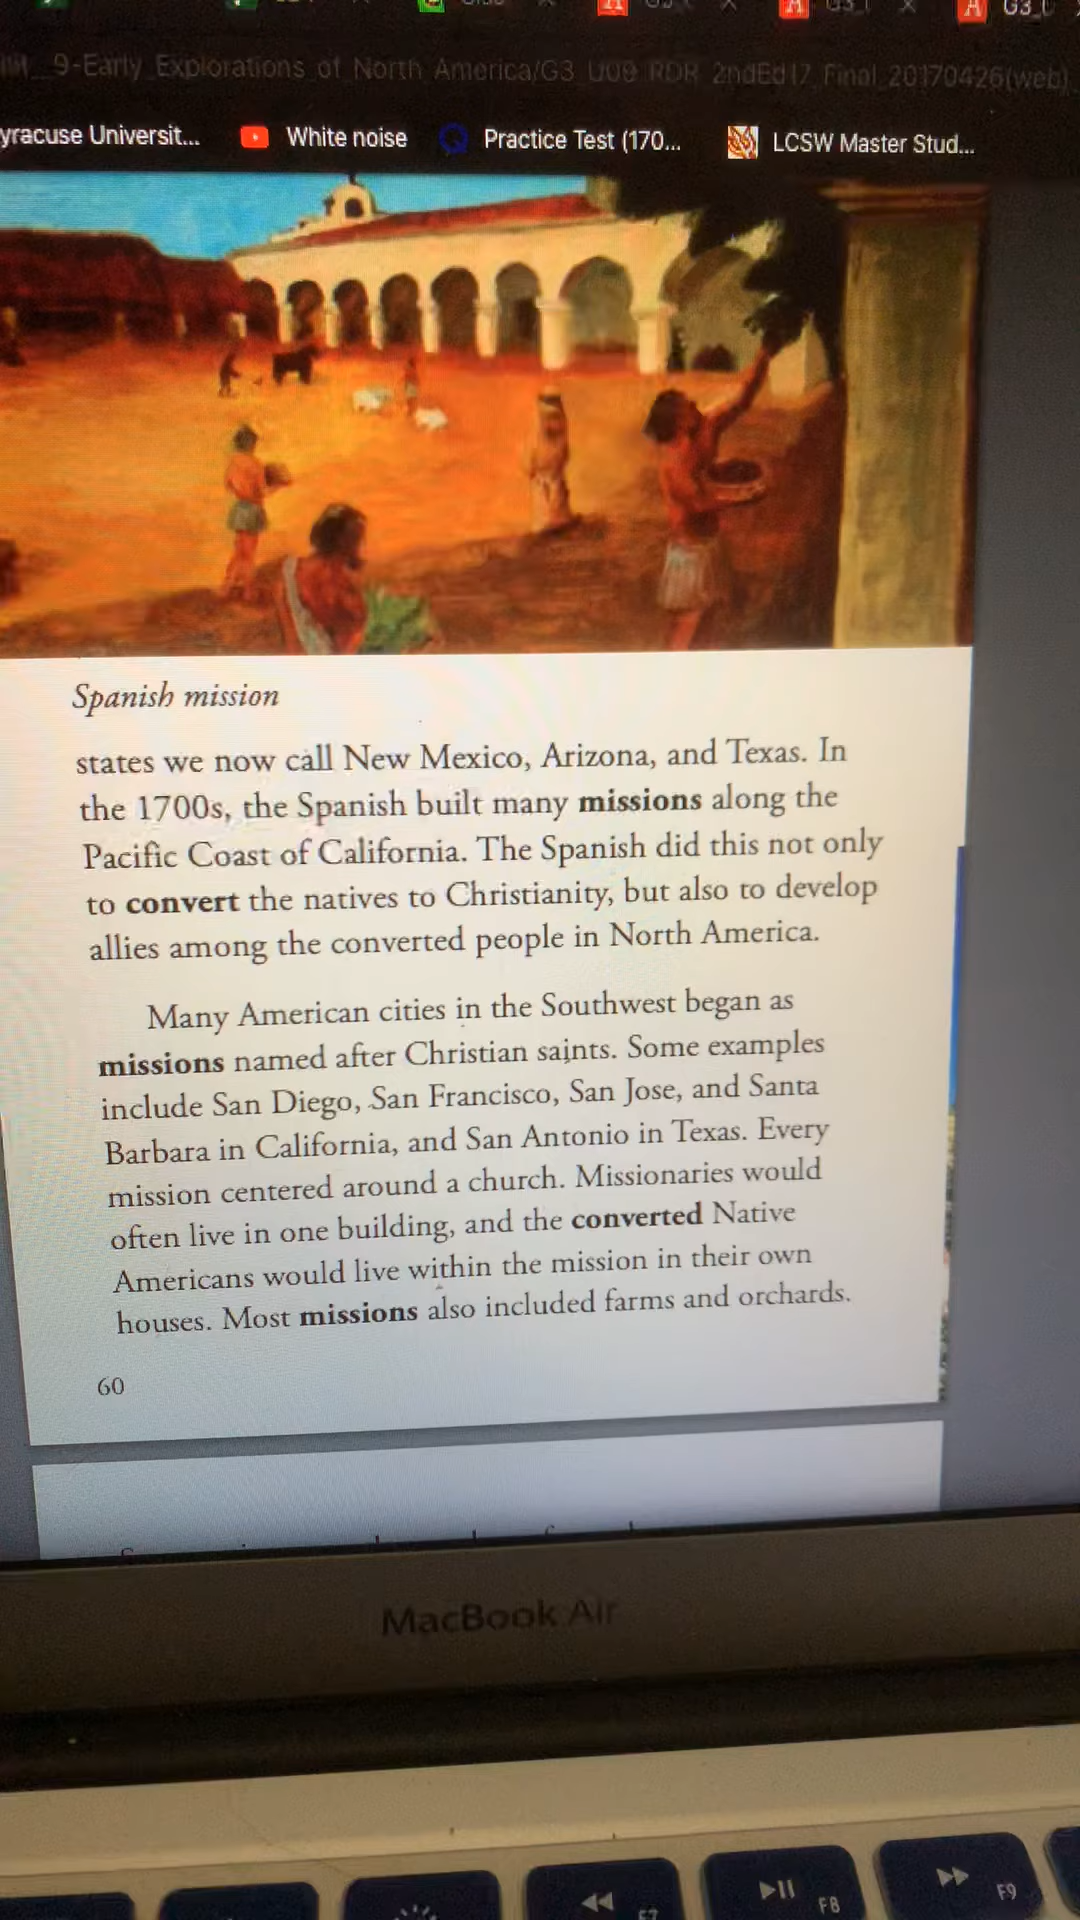 G3_U
9-Early Explorations of North America/G3_U09_RDR_2ndEd17_Final_20170426(web)
yracuse Universit... White noise Practice Test (170... LCSW Master Stud...
Spanish mission
states we now call New Mexico, Arizona, and Texas. In
the 1700s, the Spanish built many missions along the
Pacific Coast of California. The Spanish did this not only
to convert the natives to Christianity, but also to develop
allies among the converted people in North America.
Many American cities in the Southwest began as
missions named after Christian saints. Some examples
include San Diego, San Francisco, San Jose, and Santa
Barbara in California, and San Antonio in Texas. Every
mission centered around a church. Missionaries would
often live in one building, and the converted Native
Americans would live within the mission in their own
houses. Most missions also included farms and orchards.
60
MacBook Air
F7 F8 F9